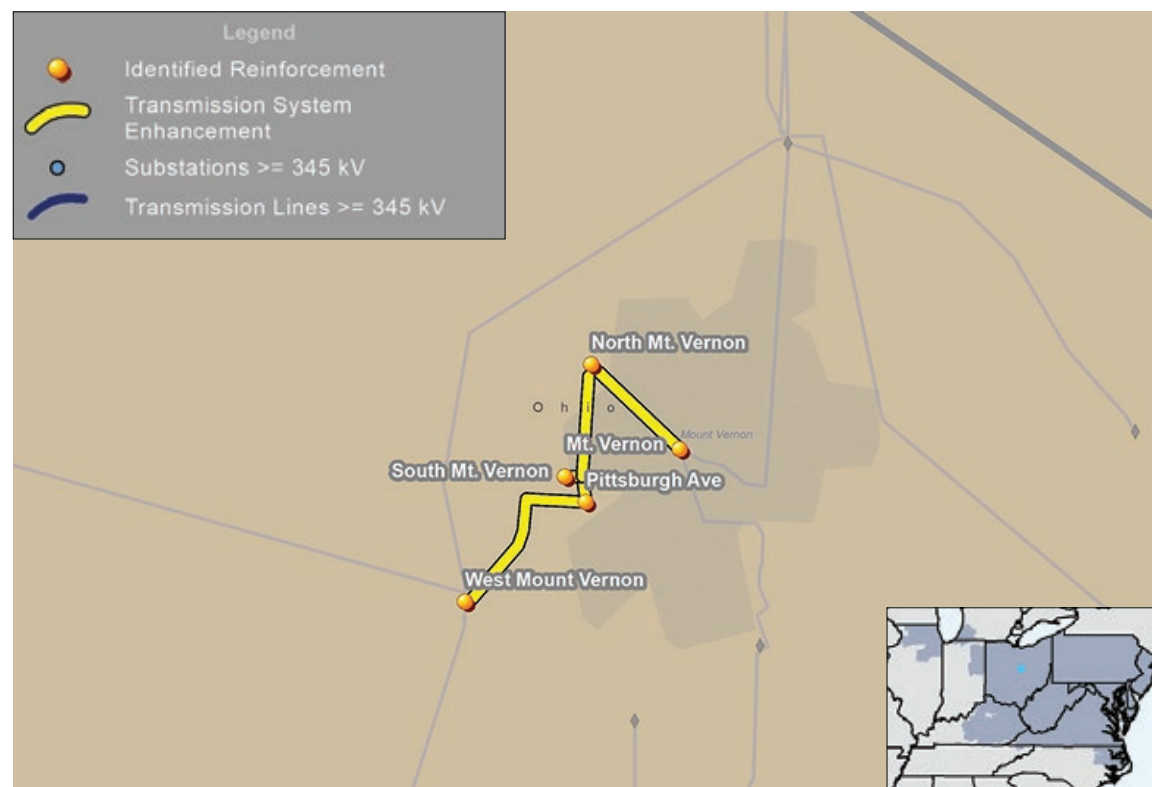 Legend
Identified Reinforcement
Transmission System
Enhancement
Substations >= 345 kV
Transmission Lines >= 345 kV
North Mt. Vernon
Ohio
Mount Vernon
Mt. Vernon
South Mt. Vernon
Pittsburgh Ave
West Mount Vernon